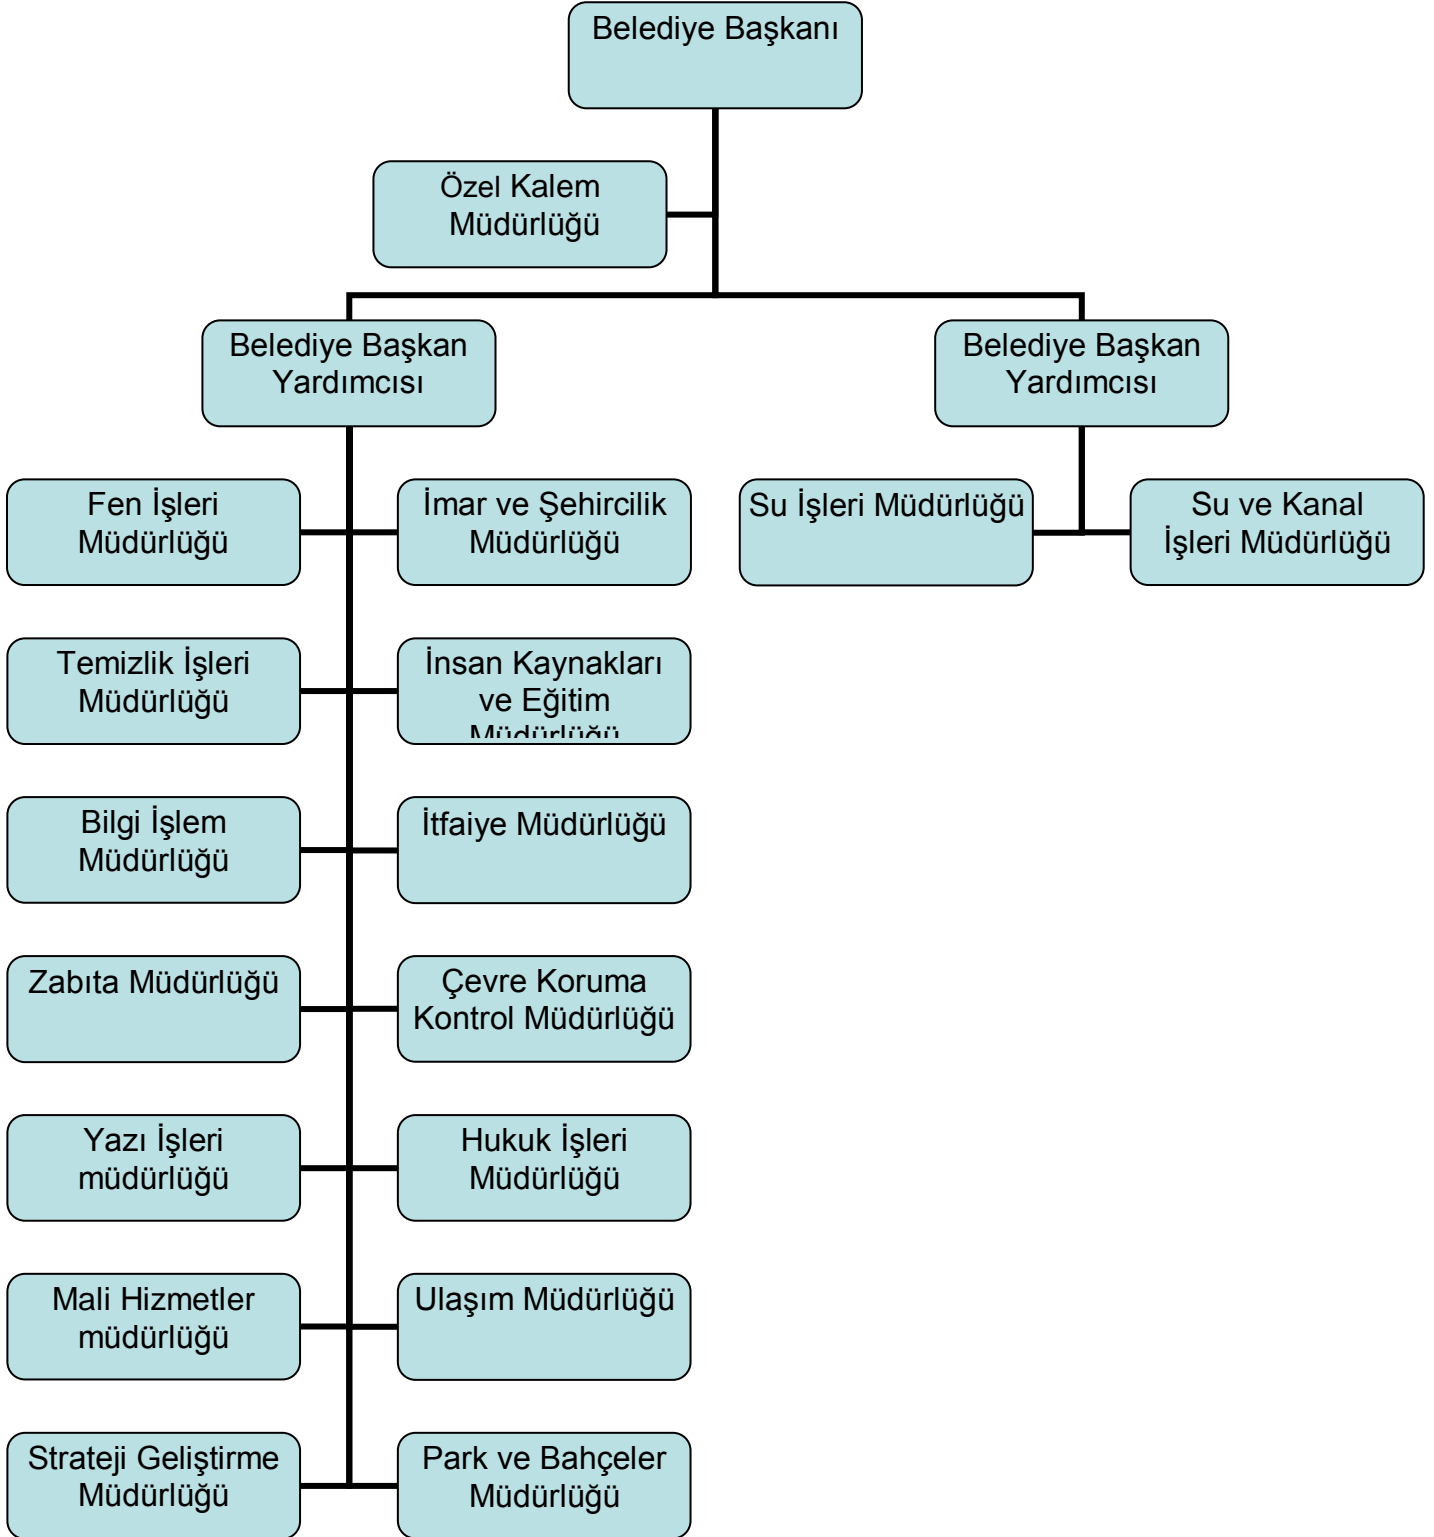 Belediye Başkanı
Özel Kalem
Müdürlüğü
Belediye Başkan
Yardımcısı
Belediye Başkan
Yardımcısı
Fen İşleri
Müdürlüğü
İmar ve Şehircilik
Müdürlüğü
Su İşleri Müdürlüğü
Su ve Kanal
İşleri Müdürlüğü
Temizlik İşleri
Müdürlüğü
İnsan Kaynakları
ve Eğitim
Müdürlüğü
Bilgi İşlem
Müdürlüğü
İtfaiye Müdürlüğü
Zabıta Müdürlüğü
Çevre Koruma
Kontrol Müdürlüğü
Yazı İşleri
müdürlüğü
Hukuk İşleri
Müdürlüğü
Mali Hizmetler
müdürlüğü
Ulaşım Müdürlüğü
Strateji Geliştirme
Müdürlüğü
Park ve Bahçeler
Müdürlüğü